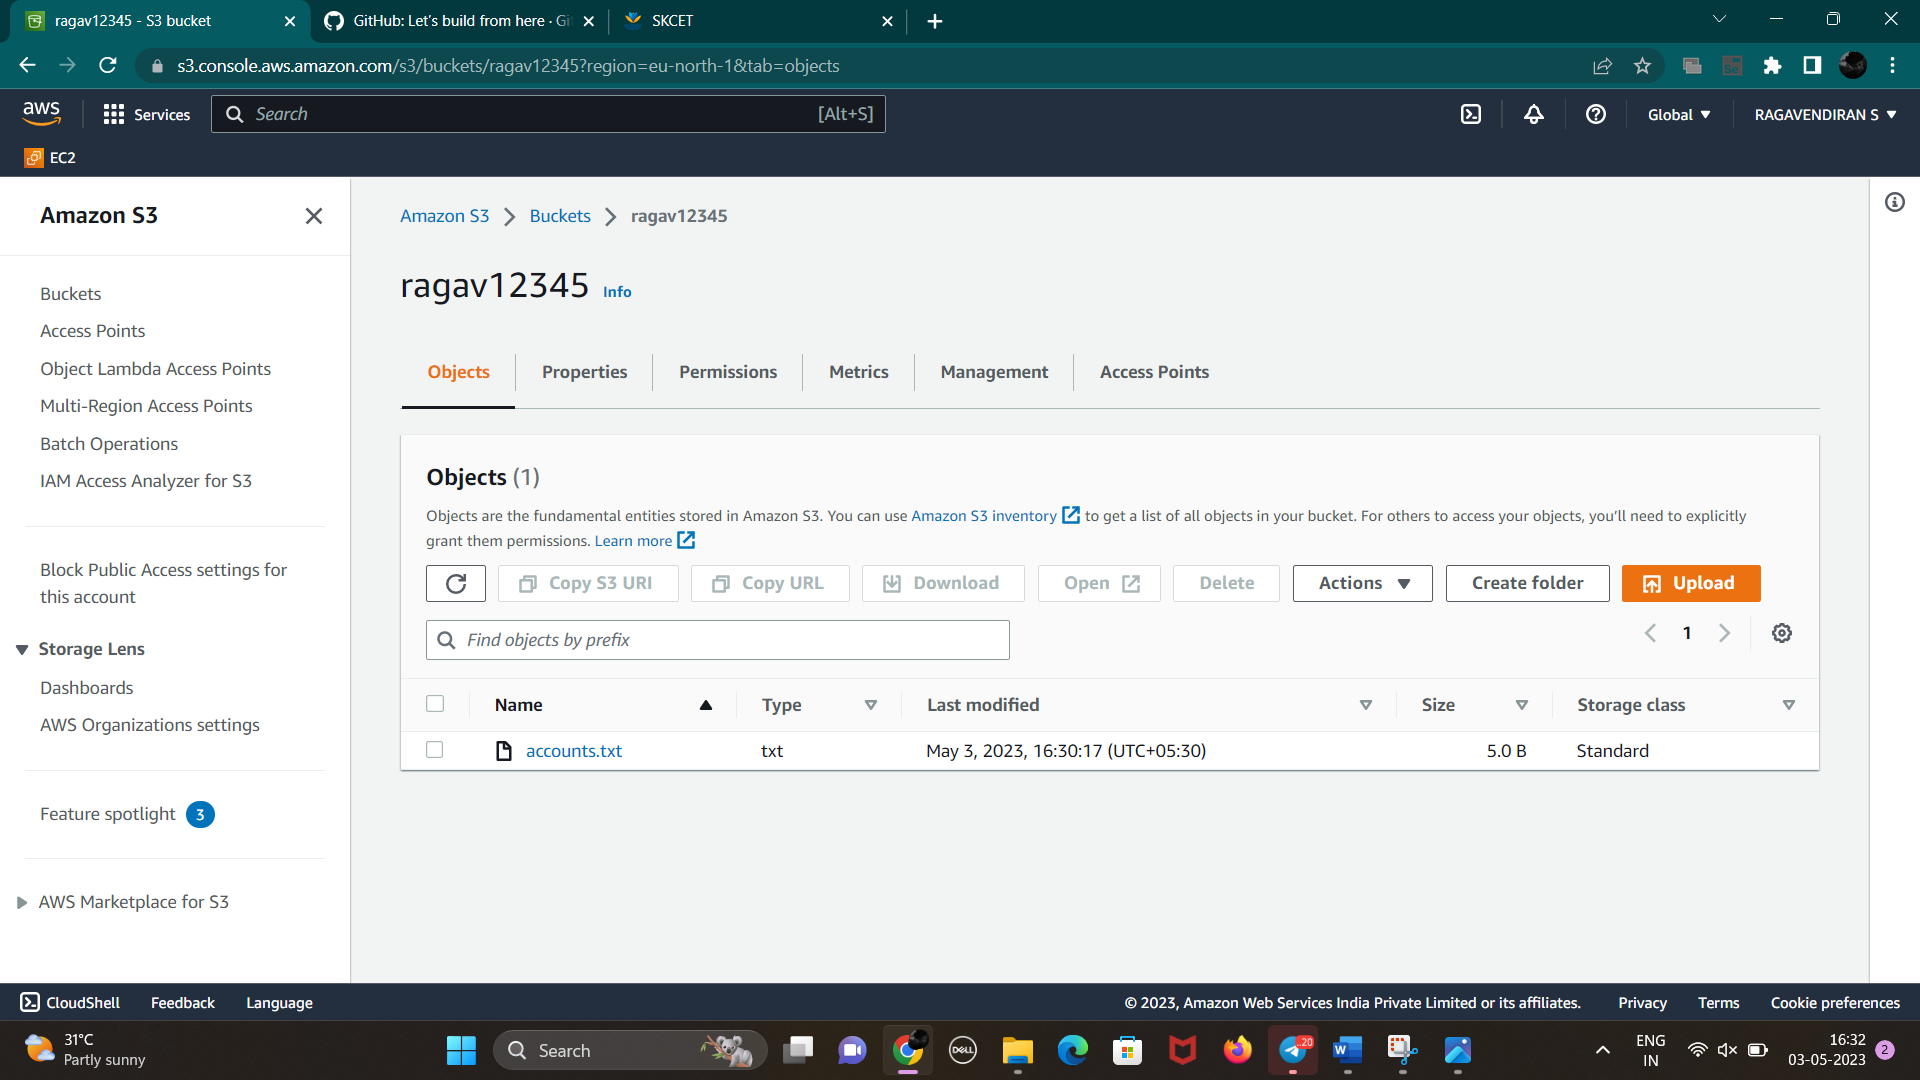 ragav12345 - S3 bucket
GitHub: Let's build from here · Gi
SKCET
s3.console.aws.amazon.com/s3/buckets/ragav12345?region=eu-north-1&tab=objects
aws
Services
Search
[Alt+S]
Global
RAGAVENDIRAN S
EC2
Amazon S3
Buckets
Access Points
Object Lambda Access Points
Multi-Region Access Points
Batch Operations
IAM Access Analyzer for S3
Block Public Access settings for
this account
Storage Lens
Dashboards
AWS Organizations settings
Feature spotlight 3
AWS Marketplace for S3
Amazon S3 > Buckets > ragav12345
ragav12345 Info
Objects
Properties
Permissions
Metrics
Management
Access Points
Objects (1)
Objects are the fundamental entities stored in Amazon S3. You can use Amazon S3 inventory to get a list of all objects in your bucket. For others to access your objects, you'll need to explicitly
grant them permissions. Learn more
Copy S3 URI
Copy URL
Download
Open
Delete
Actions
Create folder
Upload
Find objects by prefix
1
Name
Type
Last modified
Size
Storage class
accounts.txt
txt
May 3, 2023, 16:30:17 (UTC+05:30)
5.0 B
Standard
CloudShell
Feedback
Language
© 2023, Amazon Web Services India Private Limited or its affiliates.
Privacy
Terms
Cookie preferences
31°C
Partly sunny
Search
DELL
20
W
ENG
IN
16:32
03-05-2023
2